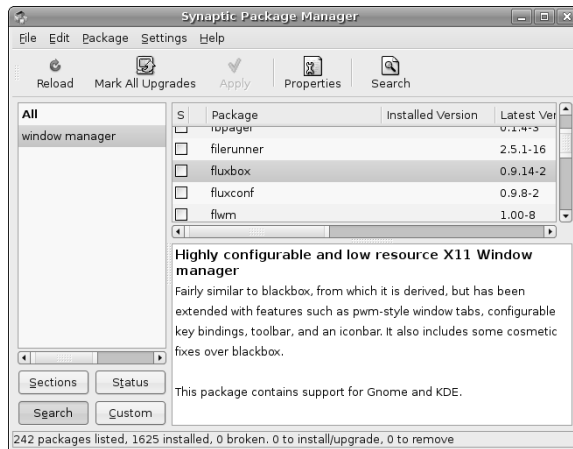 Synaptic Package Manager
File Edit Package Settings Help
Reload Mark All Upgrades Apply Properties Search
All
window manager
S Package Installed Version Latest Ver
fbpager 0.1.4-3
filerunner 2.5.1-16
fluxbox 0.9.14-2
fluxconf 0.9.8-2
flwm 1.00-8
Highly configurable and low resource X11 Window
manager
Fairly similar to blackbox, from which it is derived, but has been
extended with features such as pwm-style window tabs, configurable
key bindings, toolbar, and an iconbar. It also includes some cosmetic
fixes over blackbox.
This package contains support for Gnome and KDE.
Sections Status
Search Custom
242 packages listed, 1625 installed, 0 broken. 0 to install/upgrade, 0 to remove